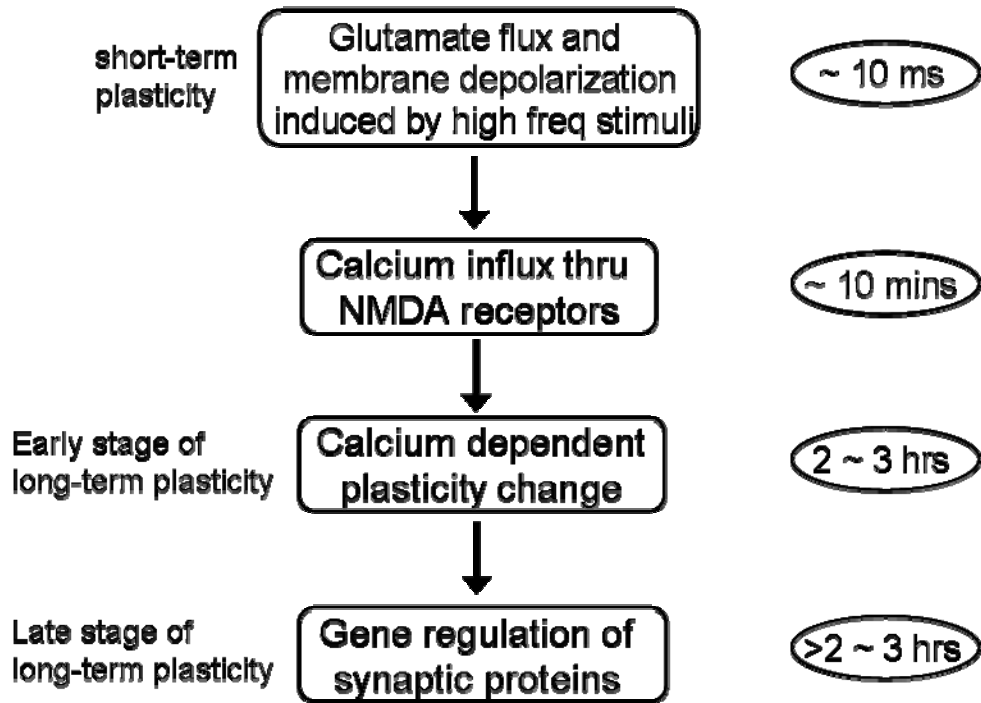 short-term
plasticity
Glutamate flux and
membrane depolarization
induced by high freq stimuli
~ 10 ms
Calcium influx thru
NMDA receptors
~ 10 mins
Early stage of
long-term plasticity
Calcium dependent
plasticity change
2 ~ 3 hrs
Late stage of
long-term plasticity
Gene regulation of
synaptic proteins
>2 ~ 3 hrs